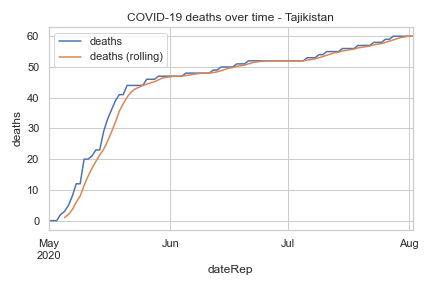 COVID-19 deaths over time - Tajikistan
deaths
deaths (rolling)
60
50
40
30
20
10
0
deaths
May Jun Jul Aug
2020
dateRep